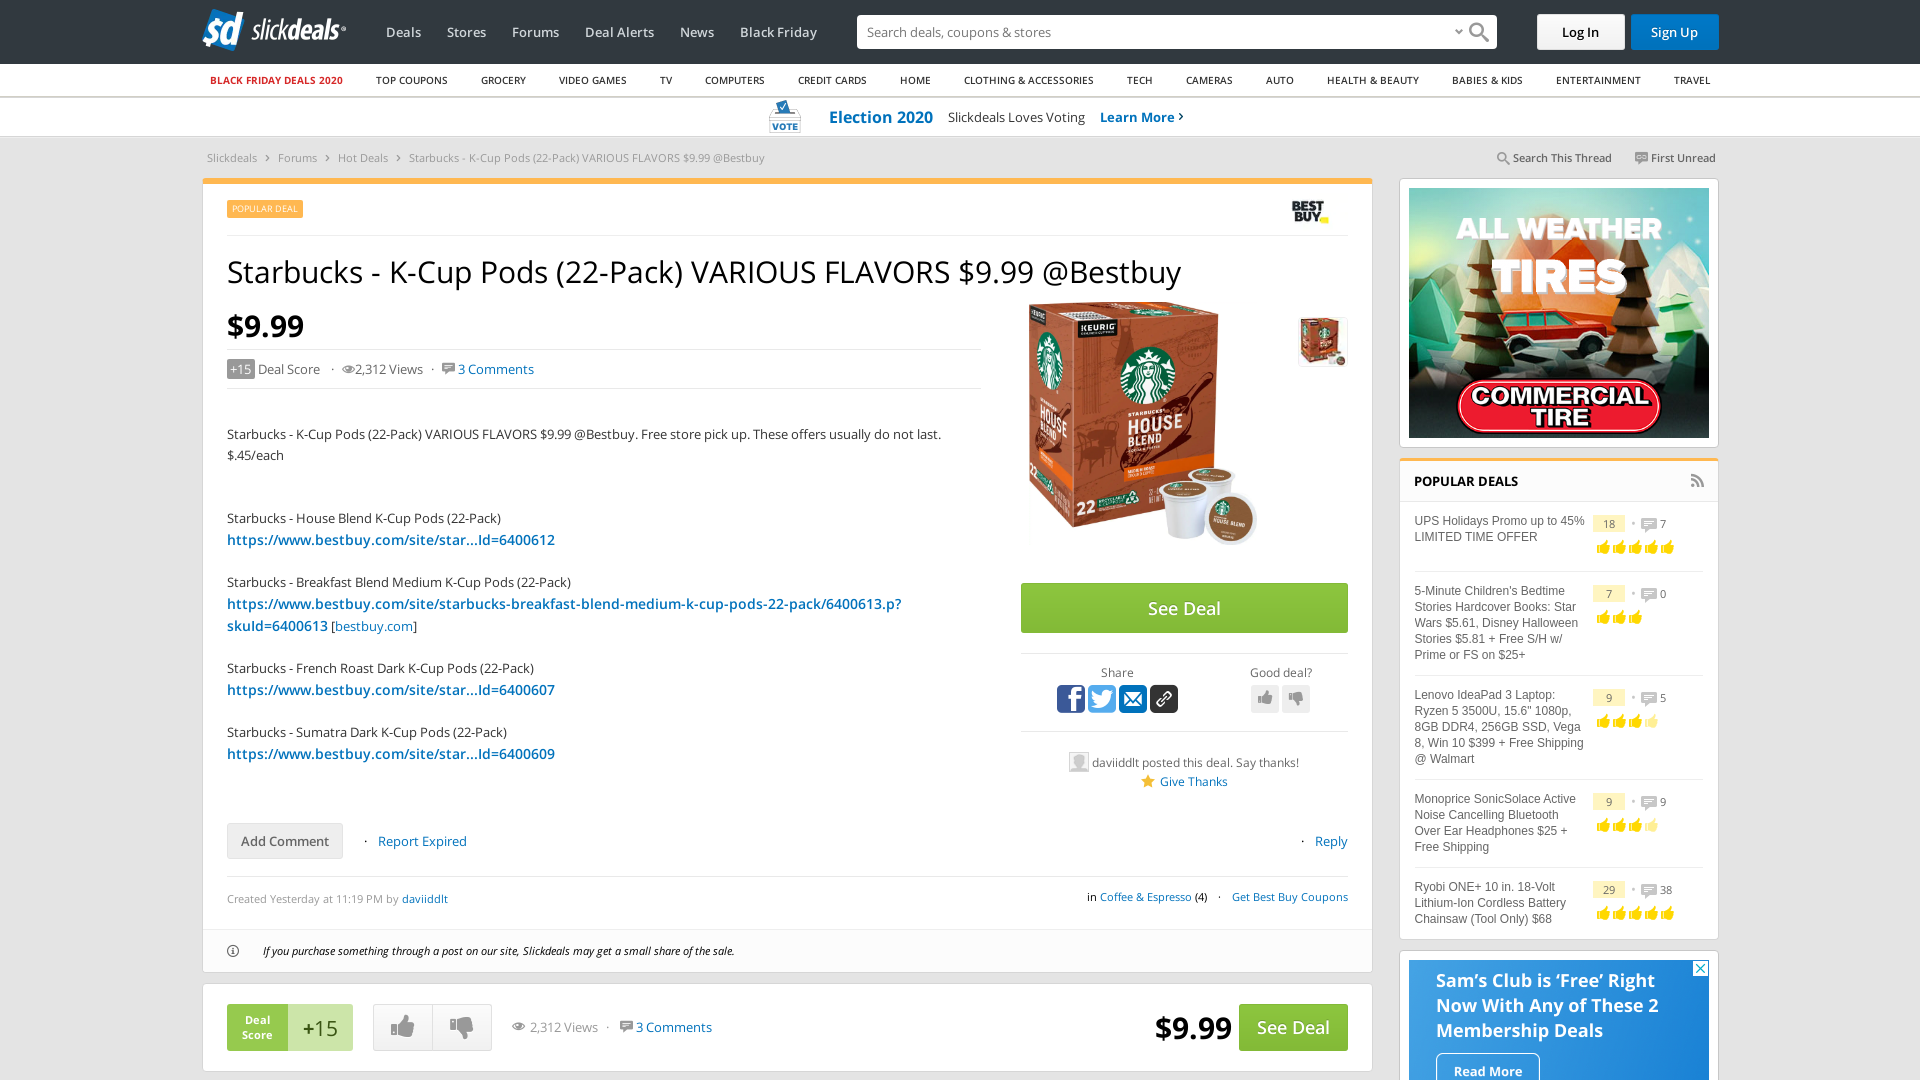 slickdeals
Deals Stores Forums Deal Alerts News Black Friday
Search deals, coupons & stores
Log In
Sign Up
BLACK FRIDAY DEALS 2020 TOP COUPONS GROCERY VIDEO GAMES TV COMPUTERS CREDIT CARDS HOME CLOTHING & ACCESSORIES TECH CAMERAS AUTO HEALTH & BEAUTY BABIES & KIDS ENTERTAINMENT TRAVEL
VOTE
Election 2020 Slickdeals Loves Voting Learn More
Slickdeals › Forums › Hot Deals › Starbucks - K-Cup Pods (22-Pack) VARIOUS FLAVORS $9.99 @Bestbuy
Search This Thread First Unread
POPULAR DEAL
BEST
BUY
Starbucks - K-Cup Pods (22-Pack) VARIOUS FLAVORS $9.99 @Bestbuy
$9.99
+15 Deal Score · 2,312 Views · 3 Comments
Starbucks - K-Cup Pods (22-Pack) VARIOUS FLAVORS $9.99 @Bestbuy. Free store pick up. These offers usually do not last.
$.45/each
Starbucks - House Blend K-Cup Pods (22-Pack)
https://www.bestbuy.com/site/star...Id=6400612
Starbucks - Breakfast Blend Medium K-Cup Pods (22-Pack)
https://www.bestbuy.com/site/starbucks-breakfast-blend-medium-k-cup-pods-22-pack/6400613.p?
skuId=6400613 [bestbuy.com]
Starbucks - French Roast Dark K-Cup Pods (22-Pack)
https://www.bestbuy.com/site/star...Id=6400607
Starbucks - Sumatra Dark K-Cup Pods (22-Pack)
https://www.bestbuy.com/site/star...Id=6400609
KEURIG
STARBUCKS
HOUSE
BLEND
HOUSE
BLEND
22
22
See Deal
Share
Good deal?
daviiddlt posted this deal. Say thanks!
Give Thanks
Add Comment · Report Expired
· Reply
Created Yesterday at 11:19 PM by daviiddlt
in Coffee & Espresso (4) · Get Best Buy Coupons
If you purchase something through a post on our site, Slickdeals may get a small share of the sale.
Deal
Score
+15
2,312 Views · 3 Comments
$9.99
See Deal
ALL WEATHER
TIRES
COMMERCIAL
TIRE
POPULAR DEALS
UPS Holidays Promo up to 45%
LIMITED TIME OFFER
18 • 7
5-Minute Children's Bedtime
Stories Hardcover Books: Star
Wars $5.61, Disney Halloween
Stories $5.81 + Free S/H w/
Prime or FS on $25+
7 • 0
Lenovo IdeaPad 3 Laptop:
Ryzen 5 3500U, 15.6" 1080p,
8GB DDR4, 256GB SSD, Vega
8, Win 10 $399 + Free Shipping
@ Walmart
9 • 5
Monoprice SonicSolace Active
Noise Cancelling Bluetooth
Over Ear Headphones $25 +
Free Shipping
9 • 9
Ryobi ONE+ 10 in. 18-Volt
Lithium-Ion Cordless Battery
Chainsaw (Tool Only) $68
29 • 38
Sam's Club is ‘Free’ Right
Now With Any of These 2
Membership Deals
Read More